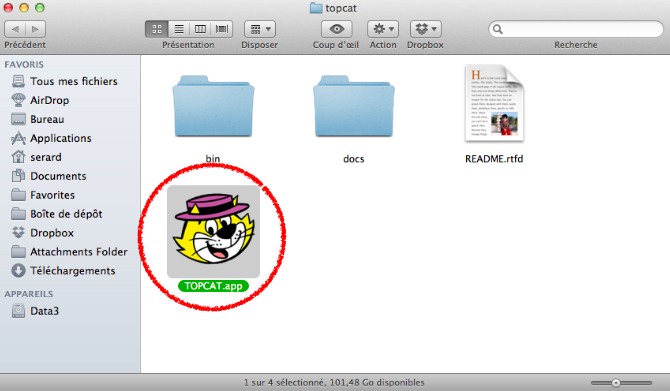 topcat
Précédent
Présentation
Disposer
Coup d'œil
Action
Dropbox
Recherche
FAVORIS
Tous mes fichiers
AirDrop
Bureau
Applications
serard
Documents
Favorites
Boîte de dépôt
Dropbox
Attachments Folder
Téléchargements
APPAREILS
Data3
bin
docs
README.rtfd
TOPCAT.app
1 sur 4 sélectionné, 101,48 Go disponibles